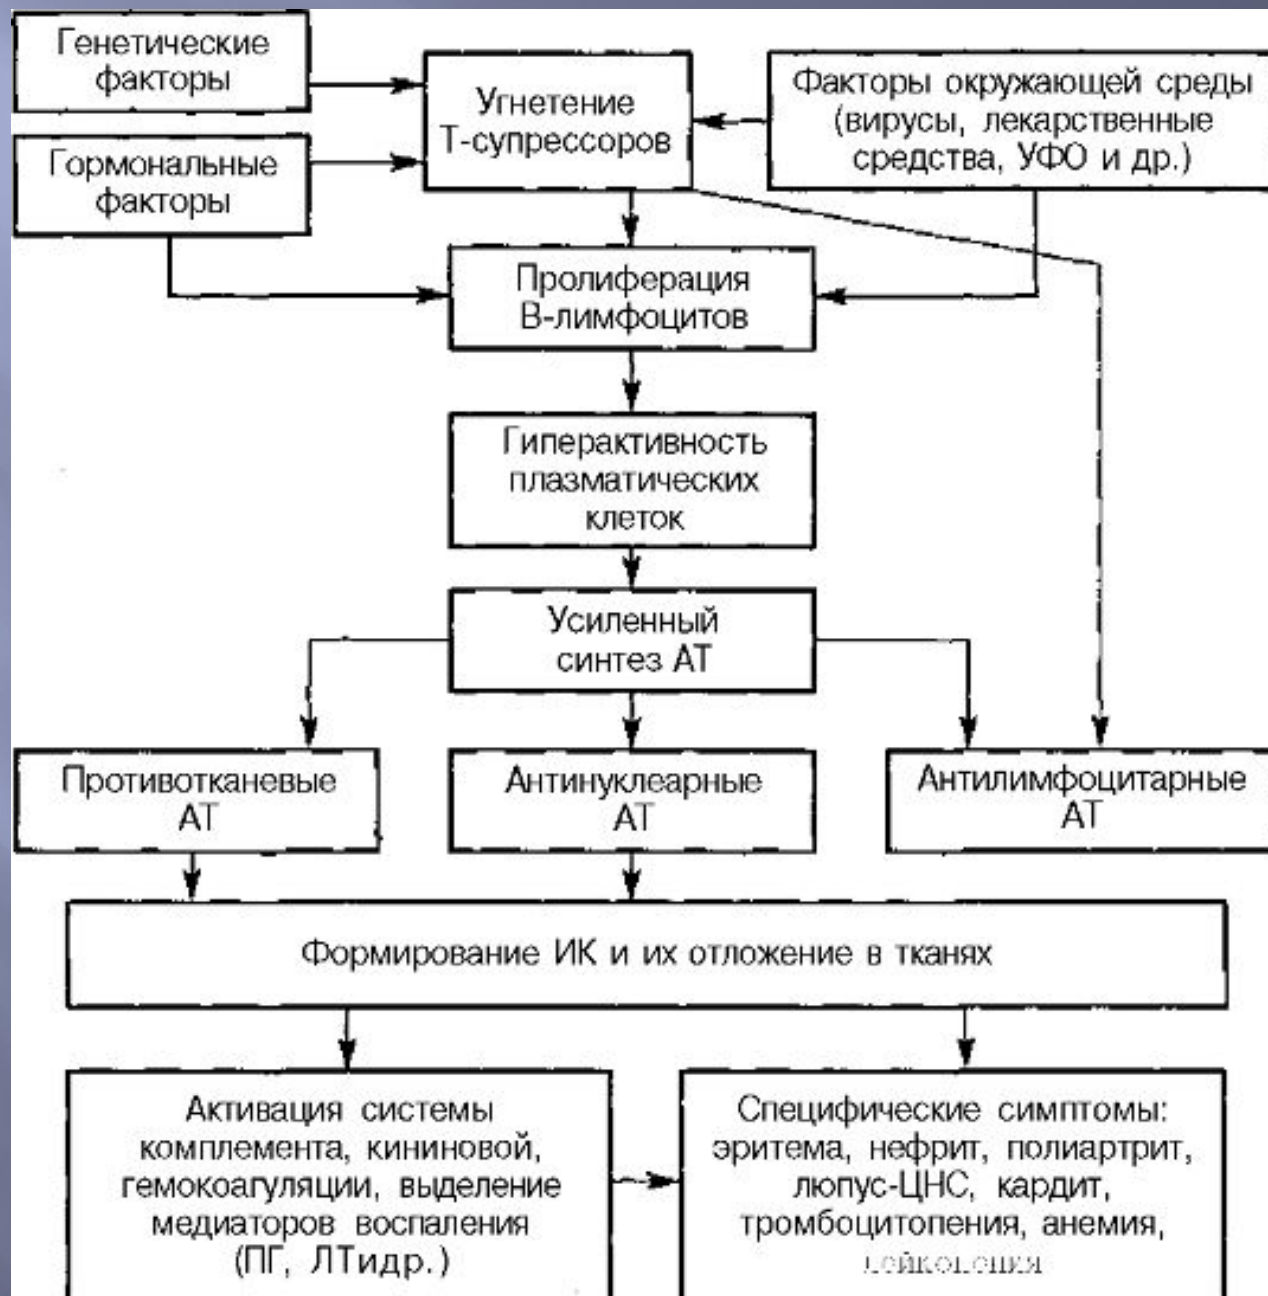 Генетические
факторы
Гормональные
факторы
Угнетение
Т-супрессоров
Факторы окружающей среды
(вирусы, лекарственные
средства, УФО и др.)
Пролиферация
В-лимфоцитов
Гиперактивность
плазматических
клеток
Усиленный
синтез АТ
Противотканевые
АТ
Антинуклеарные
АТ
Антилимфоцитарные
АТ
Формирование ИК и их отложение в тканях
Активация системы
комплемента, кининовой,
гемокоагуляции, выделение
медиаторов воспаления
(ПГ, ЛТидр.)
Специфические симптомы:
эритема, нефрит, полиартрит,
люпус-ЦНС, кардит,
тромбоцитопения, анемия,
лейкопения